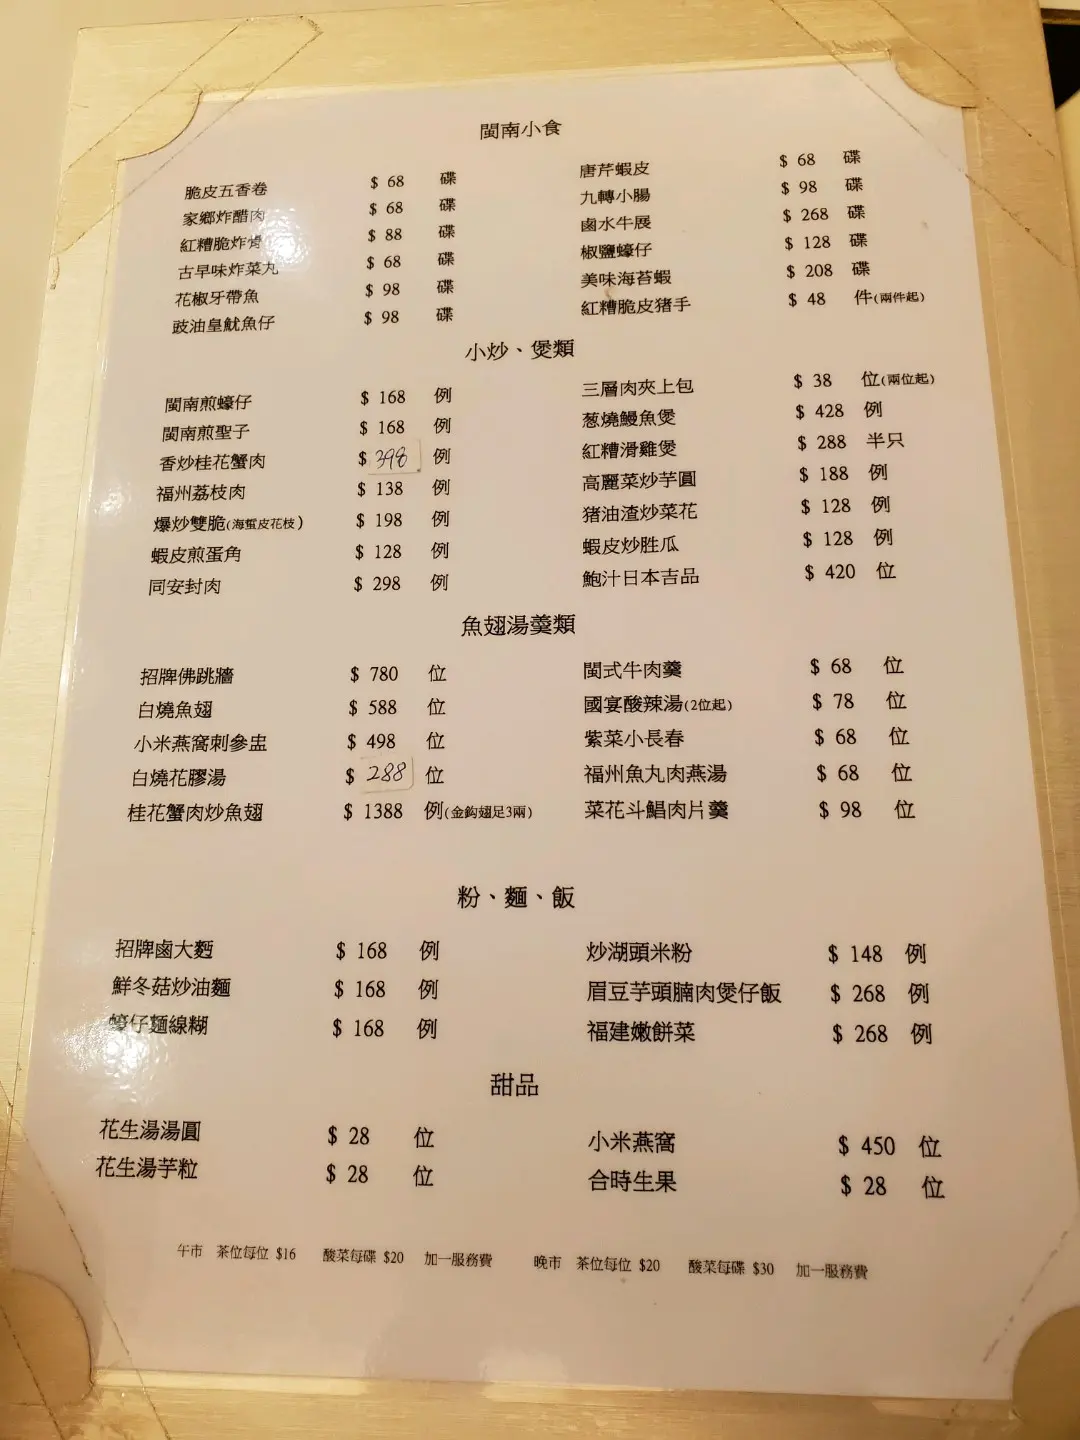 閩南小食
脆皮五香卷 $ 68 碟
家鄉炸醋肉 $ 68 碟
紅糟脆炸骨 $ 88 碟
古早味炸菜丸 $ 68 碟
花椒牙帶魚 $ 98 碟
豉油皇魷魚仔 $ 98 碟
唐芹蝦皮 $ 68 碟
九轉小腸 $ 98 碟
鹵水牛展 $ 268 碟
椒鹽蠔仔 $ 128 碟
美味海苔蝦 $ 208 碟
紅糟脆皮猪手 $ 48 件(兩件起)
小炒、煲類
閩南煎蠔仔 $ 168 例
閩南煎聖子 $ 168 例
香炒桂花蟹肉 $ 398 例
福州荔枝肉 $ 138 例
爆炒雙脆(海蜇皮花枝) $ 198 例
蝦皮煎蛋角 $ 128 例
同安封肉 $ 298 例
三層肉夾上包 $ 38 位(兩位起)
葱燒鰻魚煲 $ 428 例
紅糟滑雞煲 $ 288 半只
高麗菜炒芋圓 $ 188 例
猪油渣炒菜花 $ 128 例
蝦皮炒胜瓜 $ 128 例
鮑汁日本吉品 $ 420 位
魚翅湯羹類
招牌佛跳牆 $ 780 位
白燒魚翅 $ 588 位
小米燕窩刺參盅 $ 498 位
白燒花膠湯 $ 288 位
桂花蟹肉炒魚翅 $ 1388 例(金鈎翅足3兩)
閩式牛肉羹 $ 68 位
國宴酸辣湯(2位起) $ 78 位
紫菜小長春 $ 68 位
福州魚丸肉燕湯 $ 68 位
菜花斗鯧肉片羹 $ 98 位
粉、麵、飯
招牌鹵大麵 $ 168 例
鮮冬菇炒油麵 $ 168 例
蠔仔麵線糊 $ 168 例
炒湖頭米粉 $ 148 例
眉豆芋頭腩肉煲仔飯 $ 268 例
福建嫩餅菜 $ 268 例
甜品
花生湯湯圓 $ 28 位
花生湯芋粒 $ 28 位
小米燕窩 $ 450 位
合時生果 $ 28 位
午市 茶位每位 $16 酸菜每碟 $20 加一服務費 晚市 茶位每位 $20 酸菜每碟 $30 加一服務費